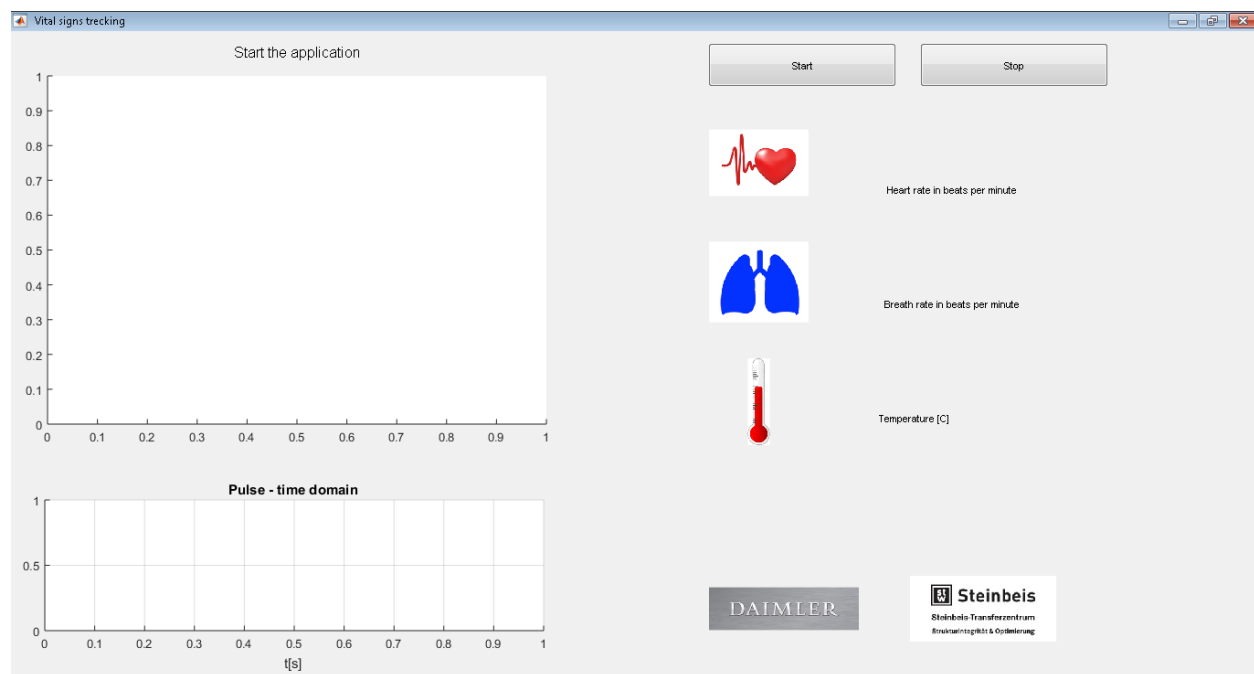 Vital signs trecking
Start the application
Start
Stop
1
0.9
0.8
0.7
0.6
0.5
0.4
0.3
0.2
0.1
0
0 0.1 0.2 0.3 0.4 0.5 0.6 0.7 0.8 0.9 1
Heart rate in beats per minute
Breath rate in beats per minute
Temperature [C]
Pulse - time domain
1
0.5
0
0 0.1 0.2 0.3 0.4 0.5 0.6 0.7 0.8 0.9 1
t[s]
DAIMLER
Steinbeis
Steinbeis-Transferzentrum
Strukturintegrität & Optimierung